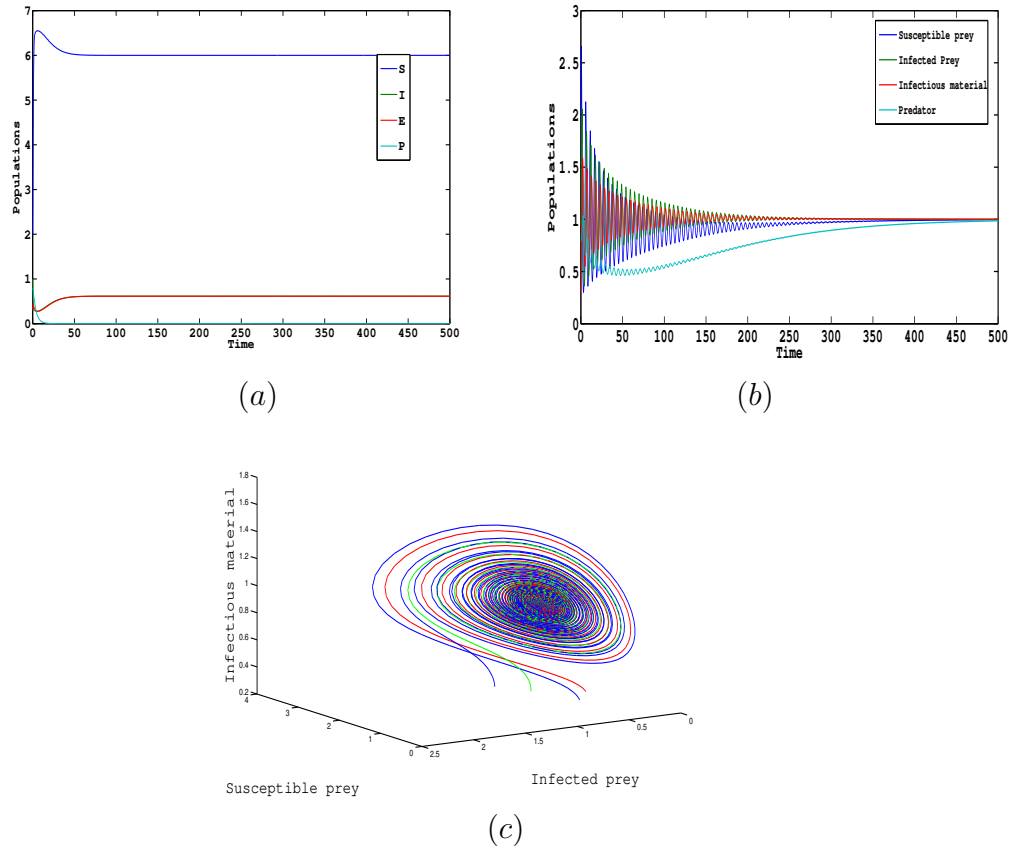 7
6
5
4
3
2
1
0
Populations
0 50 100 150 200 250 300 350 400 450 500
Time
S
I
E
P
(a)
3
2.5
2
1.5
1
0.5
0
Populations
0 50 100 150 200 250 300 350 400 450 500
Time
Susceptible prey
Infected Prey
Infectious material
Predator
(b)
1.8
1.6
1.4
1.2
1
0.8
0.6
0.4
0.2
Infectious material
4
3
2
1
0
Susceptible prey
2.5
2
1.5
1
0.5
0
Infected prey
(c)